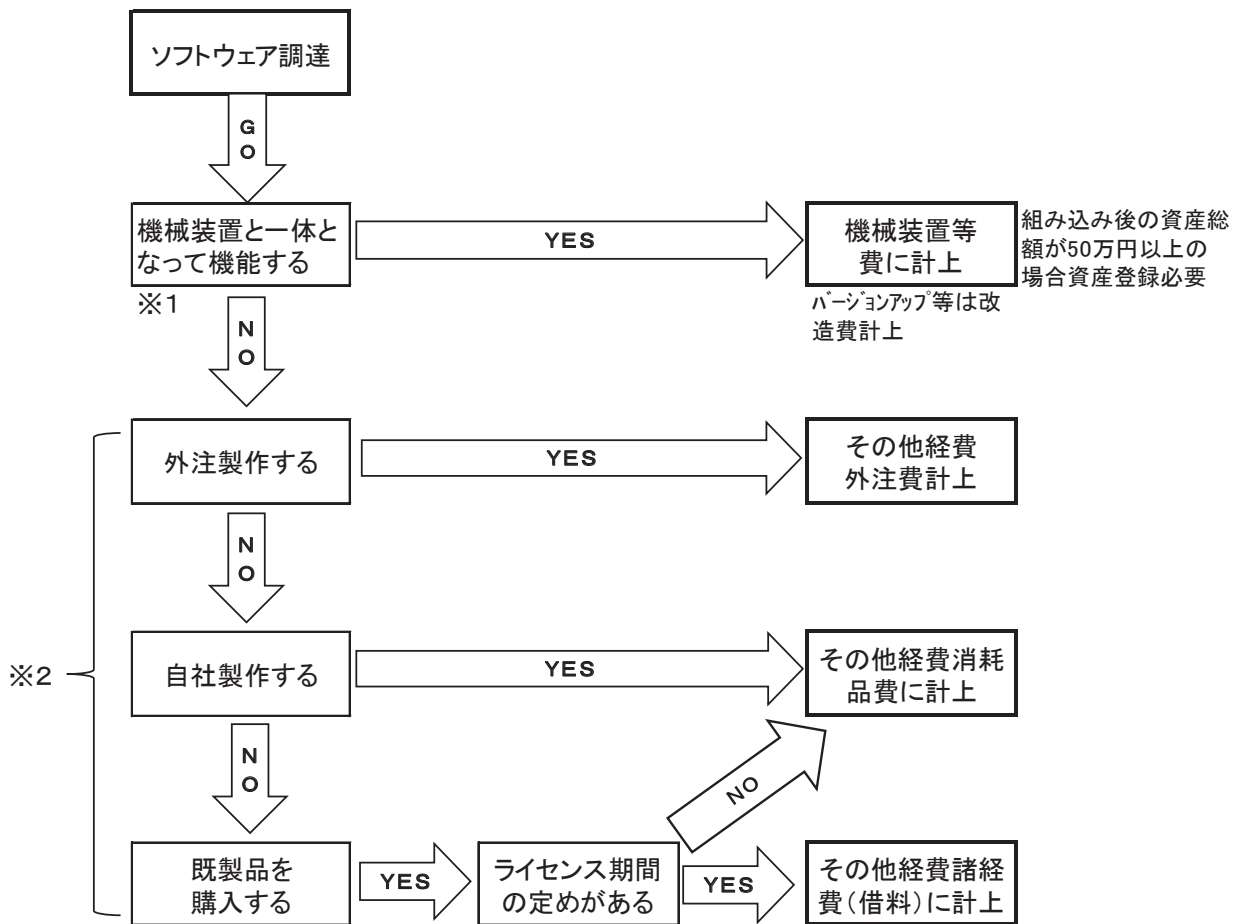 ソフトウェア調達
G
O
機械装置と一体と
なって機能する
※1
YES
機械装置等
費に計上
組み込み後の資産総
額が50万円以上の
場合資産登録必要
バージョンアップ等は改
造費計上
N
O
外注製作する
YES
その他経費
外注費計上
N
O
※2
自社製作する
YES
その他経費消耗
品費に計上
N
O
NO
既製品を
購入する
YES
ライセンス期間
の定めがある
YES
その他経費諸経
費(借料)に計上